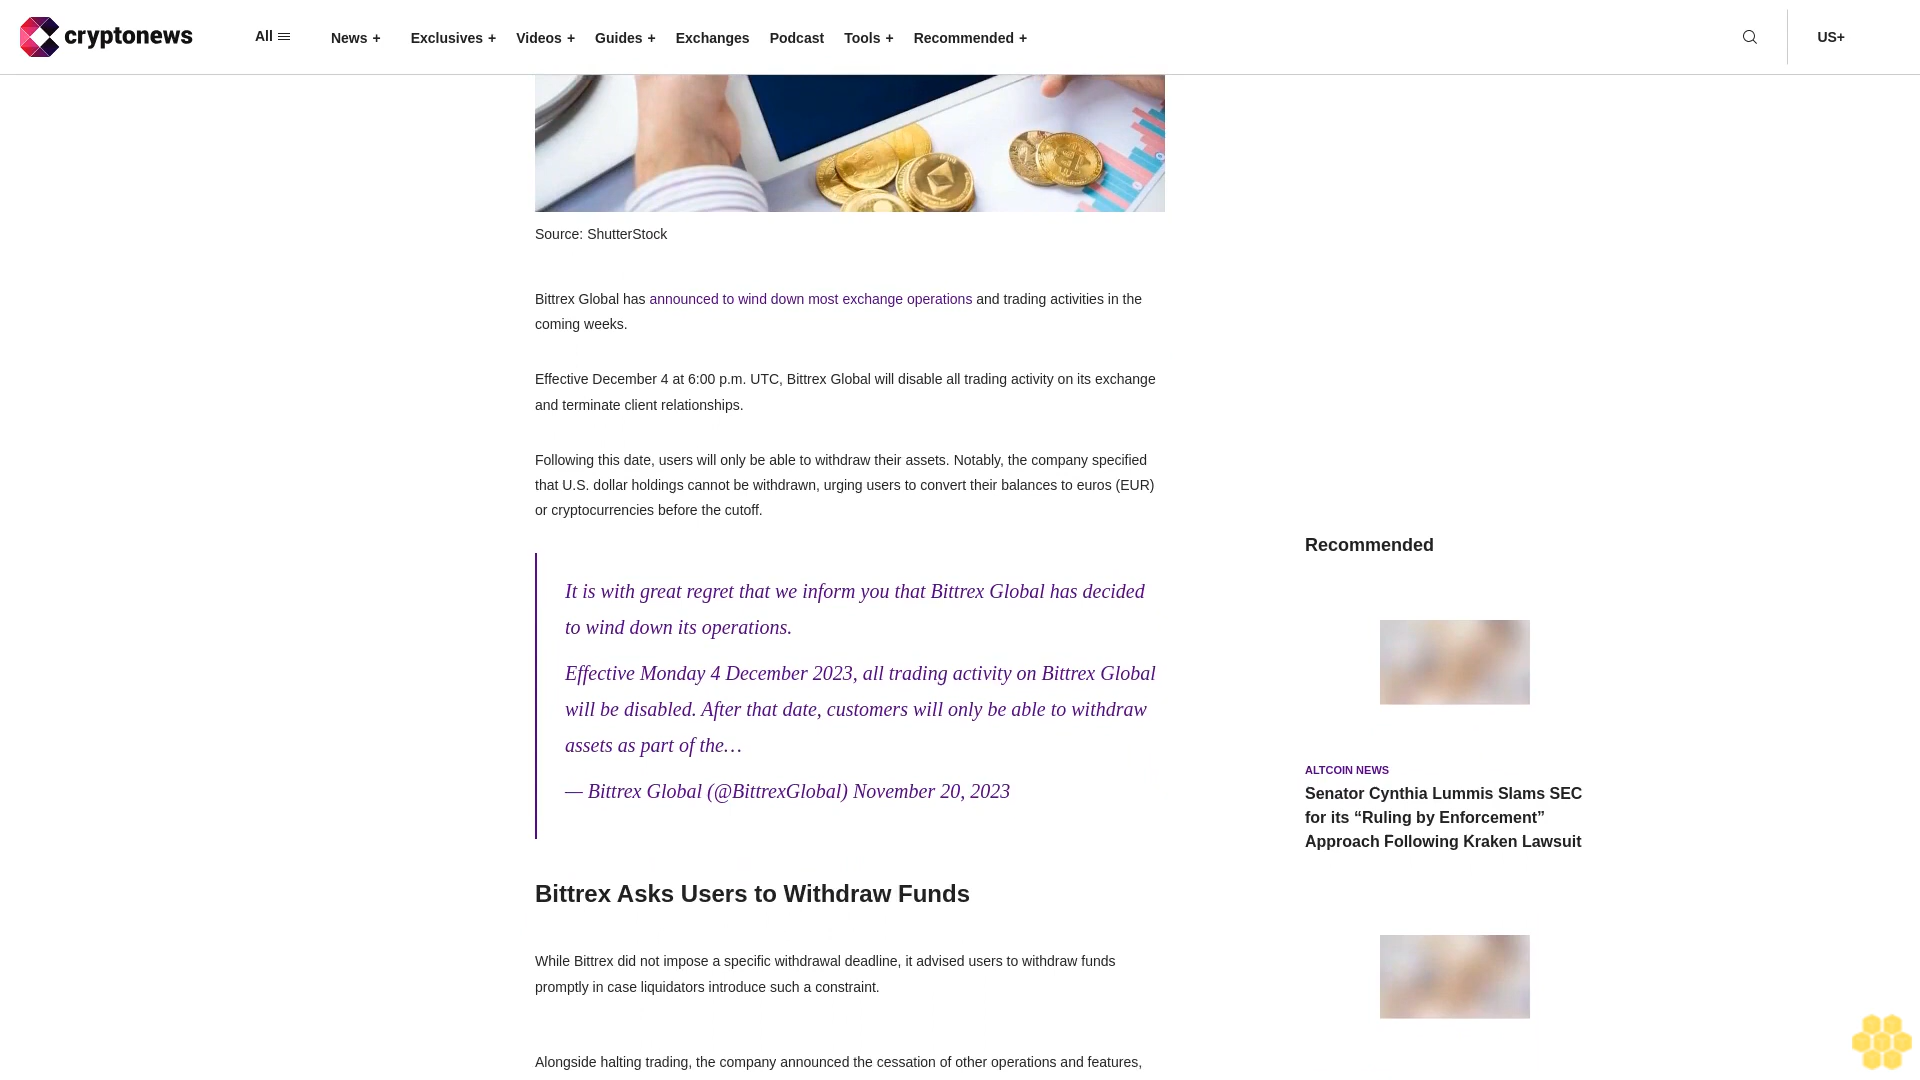 cryptonews
All
News +
Exclusives +
Videos +
Guides +
Exchanges
Podcast
Tools +
Recommended +
US+
Source: ShutterStock
Bittrex Global has announced to wind down most exchange operations and trading activities in the
coming weeks.
Effective December 4 at 6:00 p.m. UTC, Bittrex Global will disable all trading activity on its exchange
and terminate client relationships.
Following this date, users will only be able to withdraw their assets. Notably, the company specified
that U.S. dollar holdings cannot be withdrawn, urging users to convert their balances to euros (EUR)
or cryptocurrencies before the cutoff.
It is with great regret that we inform you that Bittrex Global has decided
to wind down its operations.
Effective Monday 4 December 2023, all trading activity on Bittrex Global
will be disabled. After that date, customers will only be able to withdraw
assets as part of the…
— Bittrex Global (@BittrexGlobal) November 20, 2023
Bittrex Asks Users to Withdraw Funds
While Bittrex did not impose a specific withdrawal deadline, it advised users to withdraw funds
promptly in case liquidators introduce such a constraint.
Alongside halting trading, the company announced the cessation of other operations and features,
Recommended
ALTCOIN NEWS
Senator Cynthia Lummis Slams SEC
for its “Ruling by Enforcement”
Approach Following Kraken Lawsuit